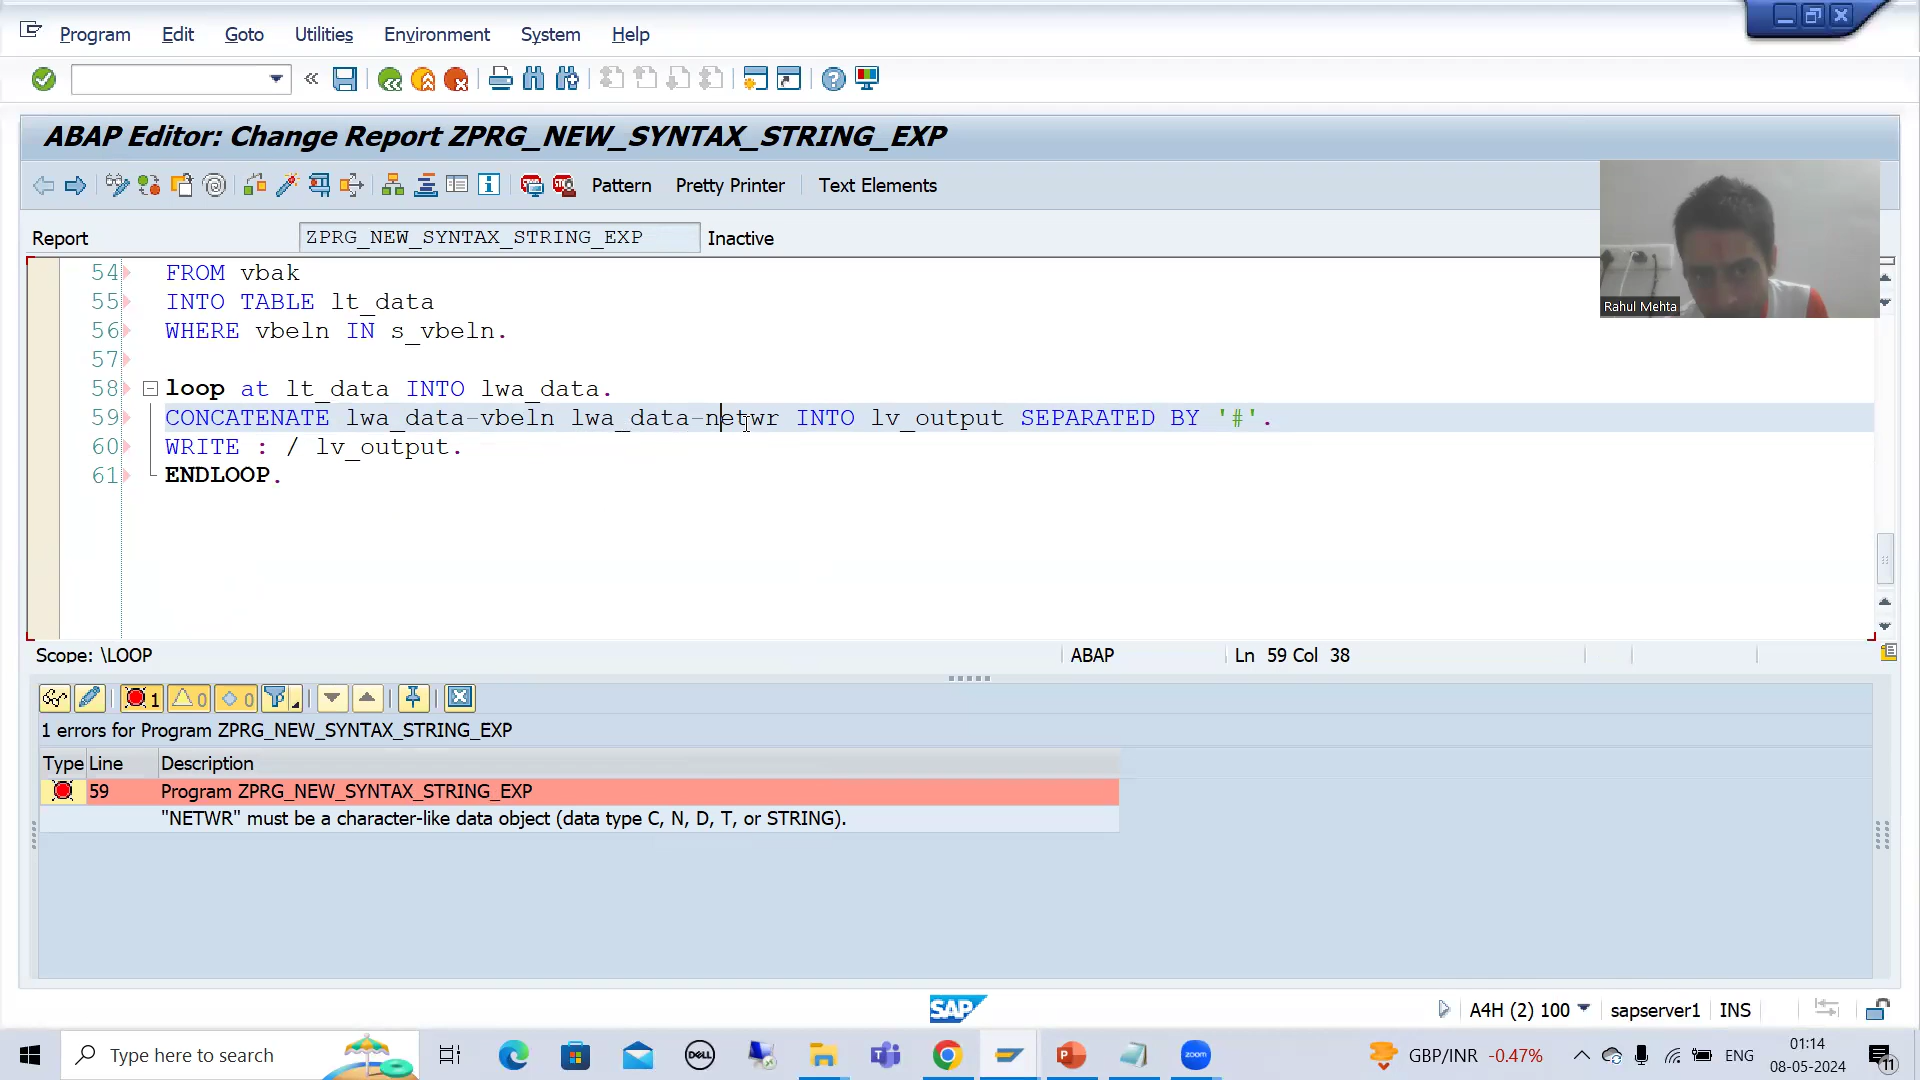 Program Edit Goto Utilities Environment System Help
ABAP Editor: Change Report ZPRG_NEW_SYNTAX_STRING_EXP
Pattern Pretty Printer Text Elements
Report ZPRG_NEW_SYNTAX_STRING_EXP Inactive
Rahul Mehta
54 FROM vbak
55 INTO TABLE lt_data
56 WHERE vbeln IN s_vbeln.
57
58 loop at lt_data INTO lwa_data.
59 CONCATENATE lwa_data-vbeln lwa_data-netwr INTO lv_output SEPARATED BY '#'.
60 WRITE : / lv_output.
61 ENDLOOP.
Scope: \LOOP ABAP Ln 59 Col 38
1 0 0
1 errors for Program ZPRG_NEW_SYNTAX_STRING_EXP
Type Line Description
59 Program ZPRG_NEW_SYNTAX_STRING_EXP
"NETWR" must be a character-like data object (data type C, N, D, T, or STRING).
SAP
A4H (2) 100 sapserver1 INS
Type here to search
DELL
zoom
GBP/INR -0.47%
ENG
01:14
08-05-2024
11